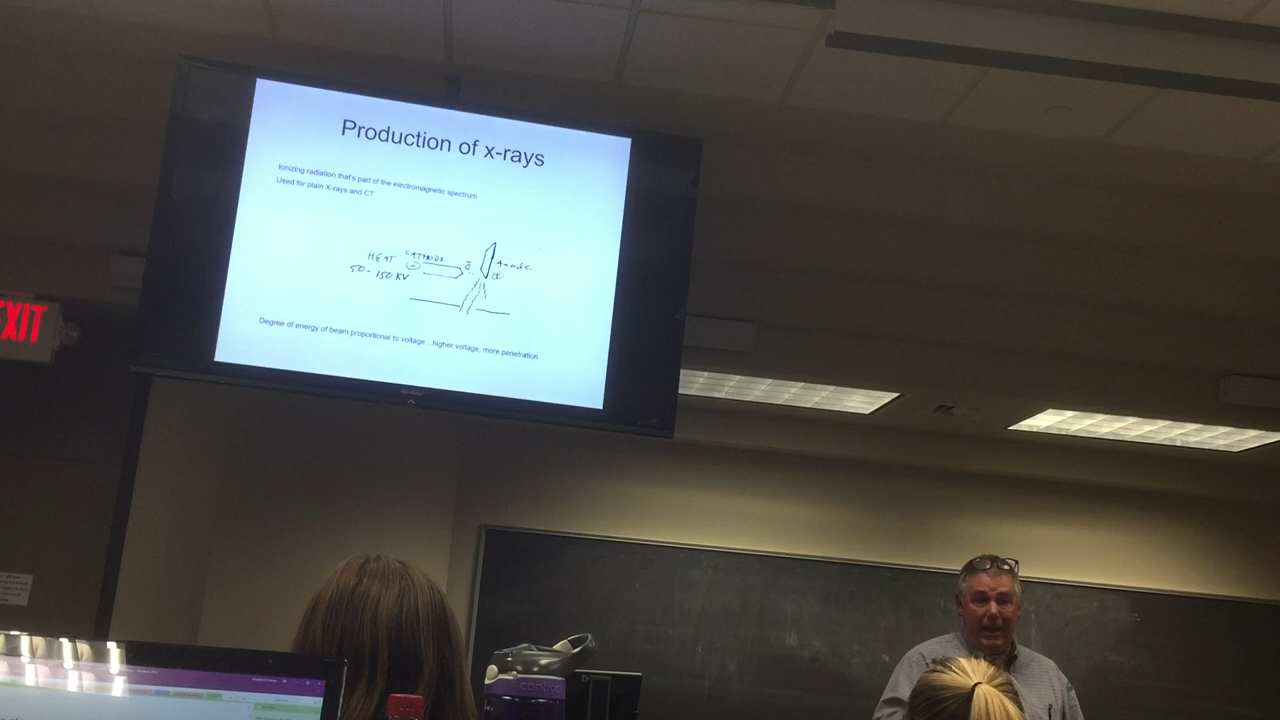 Production of x-rays
Ionizing radiation that's part of the electromagnetic spectrum
Used for plain X-rays and CT
HEAT CATHODE
50-150 KV
Anode
Degree of energy of beam proportional to voltage...higher voltage, more penetration
EXIT
contigo